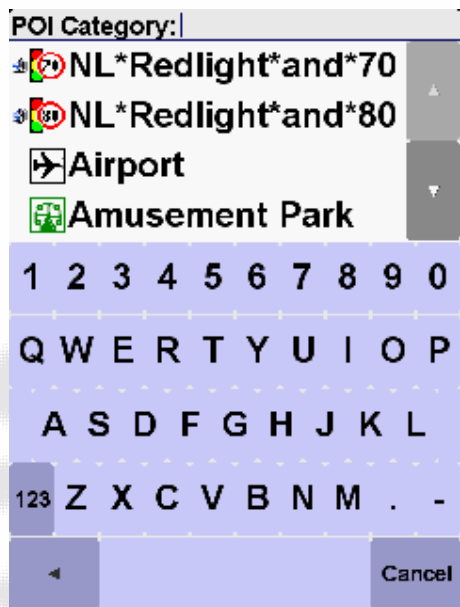 POI Category:
NL*Redlight*and*70
NL*Redlight*and*80
Airport
Amusement Park
1 2 3 4 5 6 7 8 9 0
Q W E R T Y U I O P
A S D F G H J K L
123 Z X C V B N M . -
Cancel